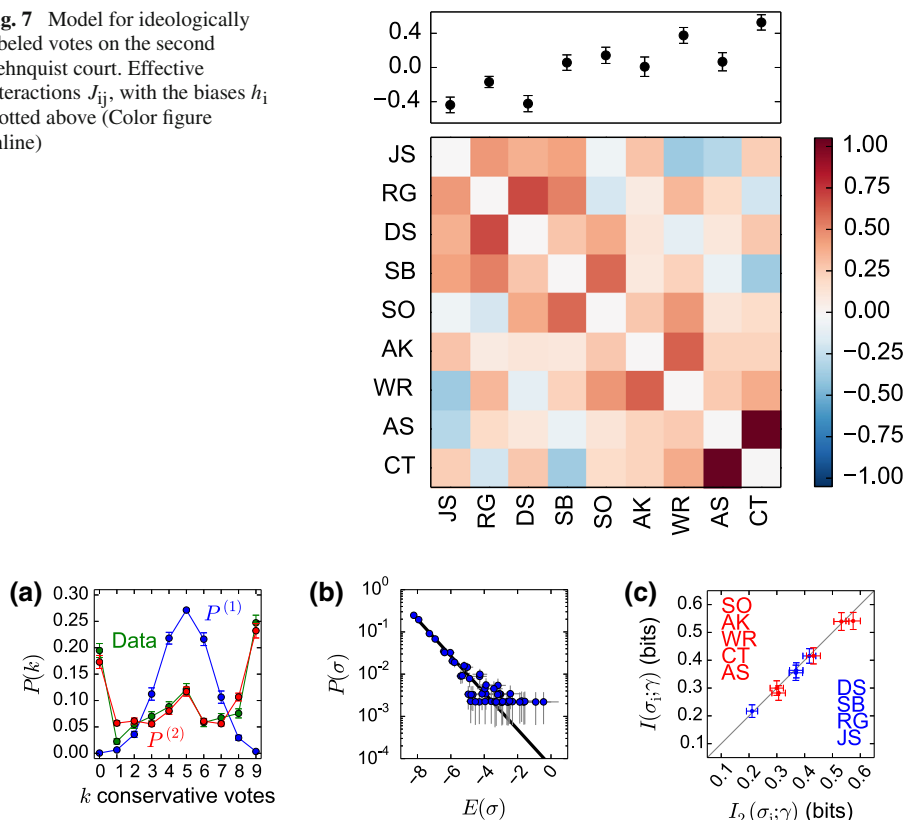 g. 7 Model for ideologically
beled votes on the second
ehnquist court. Effective
teractions Jij, with the biases hi
otted above (Color figure
nline)
0.4
0.0
−0.4
JS
RG
DS
SB
SO
AK
WR
AS
CT
JS RG DS SB SO AK WR AS CT
1.00
0.75
0.50
0.25
0.00
−0.25
−0.50
−0.75
−1.00
(a)
P(k)
0.30
0.25
0.20
0.15
0.10
0.05
0.00
Data
P(1)
P(2)
0 1 2 3 4 5 6 7 8 9
k conservative votes
(b)
P(σ)
10^0
10^-1
10^-2
10^-3
10^-4
−8 −6 −4 −2 0
E(σ)
(c)
I(σi;γ) (bits)
0.6
0.5
0.4
0.3
0.2
0.1
SO
AK
WR
CT
AS
DS
SB
RG
JS
0.1 0.2 0.3 0.4 0.5 0.6
I2(σi;γ) (bits)